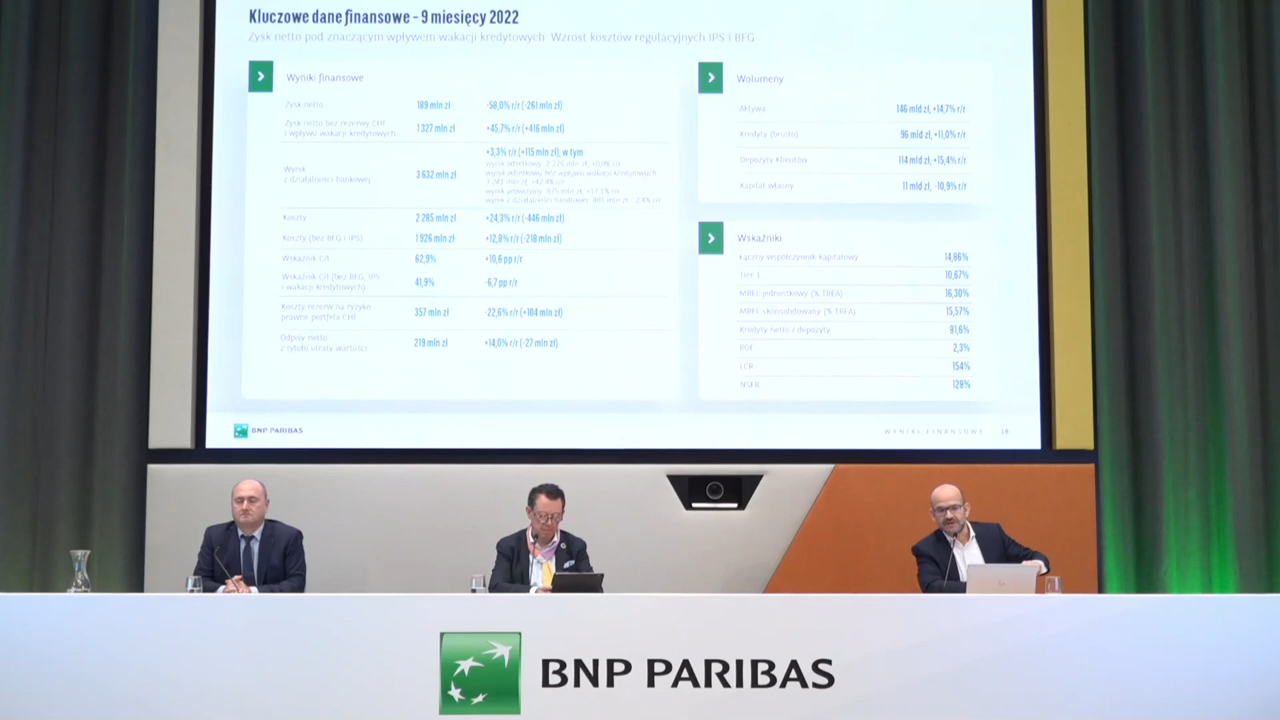 Kluczowe dane finansowe - 9 miesięcy 2022
Zysk netto pod znaczącym wpływem wakacji kredytowych. Wzrost kosztów regulacyjnych IPS i BFG
Wyniki finansowe
Zysk netto 189 mln zł -58,0% r/r (-261 mln zł)
Zysk netto bez rezerwy CHF
i wpływu wakacji kredytowych 1 327 mln zł +45,7% r/r (+416 mln zł)
+3,3% r/r (+115 mln zł), w tym
Wynik
z działalności bankowej 3 632 mln zł
wynik odsetkowy bez wpływu wakacji kredytowych
Koszty 2 285 mln zł +24,3% r/r (-446 mln zł)
Koszty (bez BFG i IPS) 1 926 mln zł +12,8% r/r (-218 mln zł)
Wskaźnik C/I 62,9% +10,6 pp r/r
Wskaźnik C/I (bez BFG, IPS
i wakacji kredytowych) 41,9% -6,7 pp r/r
Koszty rezerw na ryzyko
prawne portfela CHF 357 mln zł -22,6% r/r (+104 mln zł)
Odpisy netto
z tytułu utraty wartości 219 mln zł +14,0% r/r (-27 mln zł)
Wolumeny
Aktywa 146 mld zł, +14,7% r/r
Kredyty (brutto) 96 mld zł, +11,0% r/r
Depozyty Klientów 114 mld zł, +15,4% r/r
Kapitał własny 11 mld zł, -10,9% r/r
Wskaźniki
Łączny współczynnik kapitałowy 14,86%
Tier 1 10,67%
MREL jednostkowy (% TREA) 16,30%
MREL skonsolidowany (% TREA) 15,57%
Kredyty netto / depozyty 81,6%
ROE 2,3%
LCR 154%
NSFR 128%
BNP PARIBAS
WYNIKI FINANSOWE
BNP PARIBAS